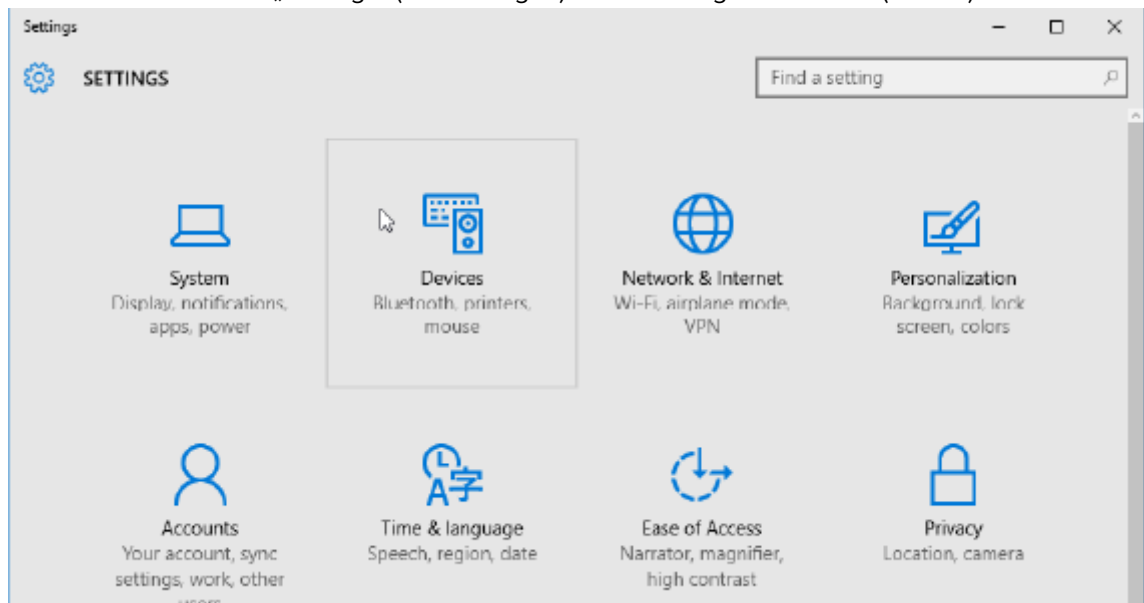 Settings
SETTINGS
Find a setting
System
Display, notifications,
apps, power
Devices
Bluetooth, printers,
mouse
Network & Internet
Wi-Fi, airplane mode,
VPN
Personalization
Background, lock
screen, colors
Accounts
Your account, sync
settings, work, other
Time & language
Speech, region, date
Ease of Access
Narrator, magnifier,
high contrast
Privacy
Location, camera